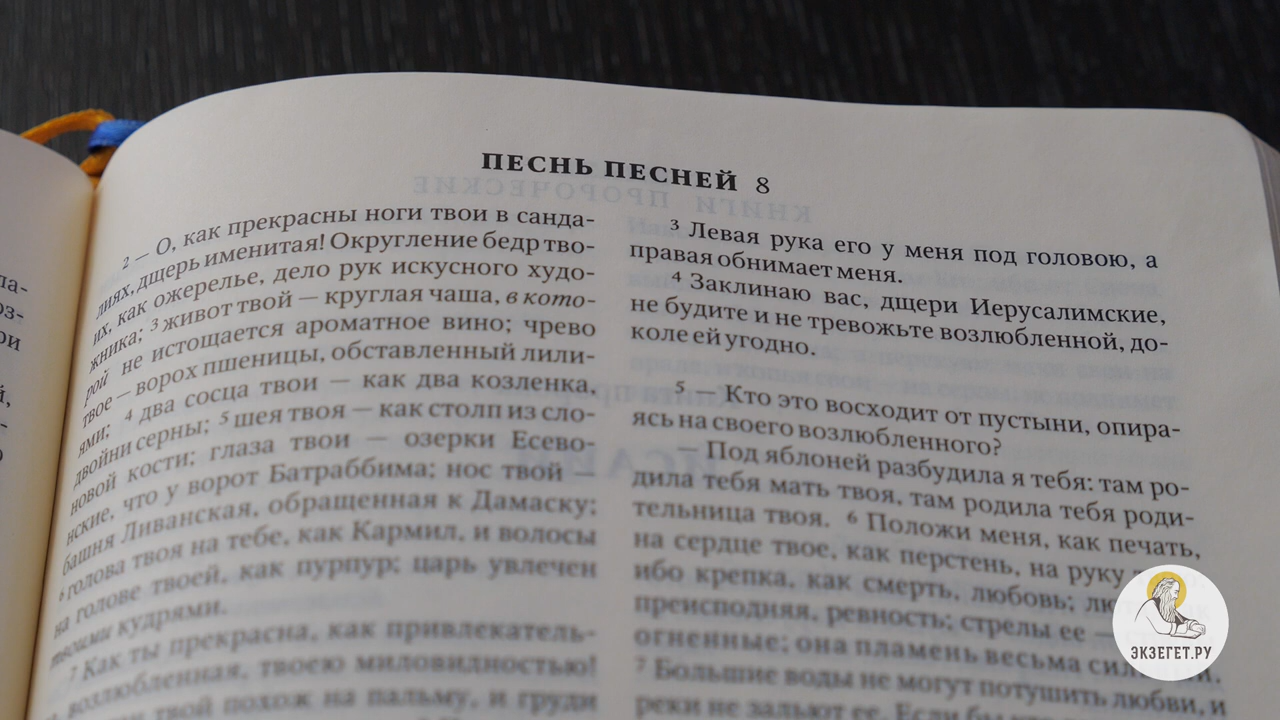 ПЕСНЬ ПЕСНЕЙ 8
2 — О, как прекрасны ноги твои в санда-
лиях, дщерь именитая! Округление бедр тво-
их, как ожерелье, дело рук искусного худо-
жника; 3 живот твой — круглая чаша, в кото-
рой не истощается ароматное вино; чрево
твое — ворох пшеницы, обставленный лили-
ями; 4 два сосца твои — как два козленка,
двойни серны; 5 шея твоя — как столп из сло-
новой кости; глаза твои — озерки Есево-
нские, что у ворот Батраббима; нос твой —
башня Ливанская, обращенная к Дамаску;
6 голова твоя на тебе, как Кармил, и волосы
на голове твоей, как пурпур; царь увлечен
твоими кудрями.
7 Как ты прекрасна, как привлекатель-
возлюбленная, твоею миловидностью!
твой похож на пальму, и груди
3 Левая рука его у меня под головою, а
правая обнимает меня.
4 Заклинаю вас, дщери Иерусалимские,
не будите и не тревожьте возлюбленной, до-
коле ей угодно.
5 — Кто это восходит от пустыни, опира-
ясь на своего возлюбленного?
— Под яблоней разбудила я тебя: там ро-
дила тебя мать твоя, там родила тебя роди-
тельница твоя. 6 Положи меня, как печать,
на сердце твое, как перстень, на руку
ибо крепка, как смерть, любовь;
преисподняя, ревность; стрелы ее —
огненные; она пламень весьма
7 Большие воды не могут потушить любви, и
реки не зальют ее. Если бы
ЭКЗЕГЕТ.РУ